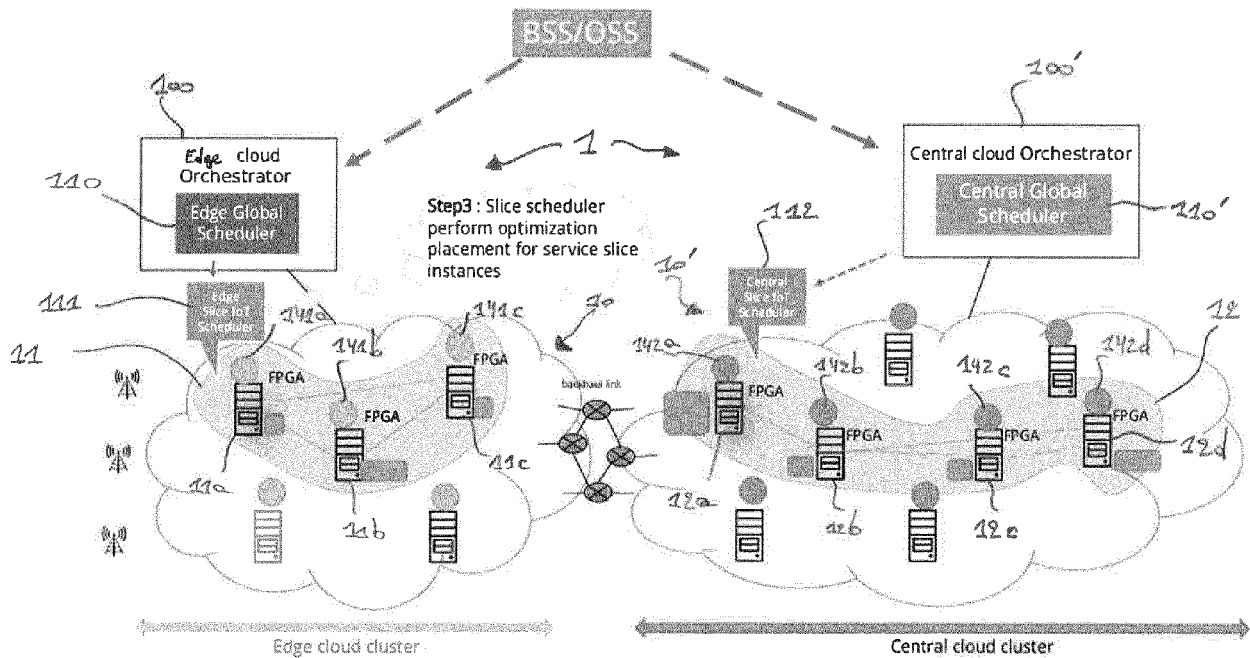 BSS/OSS
100
100'
1
Edge cloud
Orchestrator
110
Edge Global
Scheduler
Central cloud Orchestrator
Central Global
Scheduler
110'
Step3 : Slice scheduler
perform optimization
placement for service slice
instances
112
10'
10
111
Edge
Slice IoT
Scheduler
Central
Slice IoT
Scheduler
11
12
141a
141b
141c
142a
142b
142c
142d
FPGA
FPGA
FPGA
backhaul link
FPGA
FPGA
FPGA
FPGA
11a
11b
11c
12a
12b
12c
12d
Edge cloud cluster
Central cloud cluster